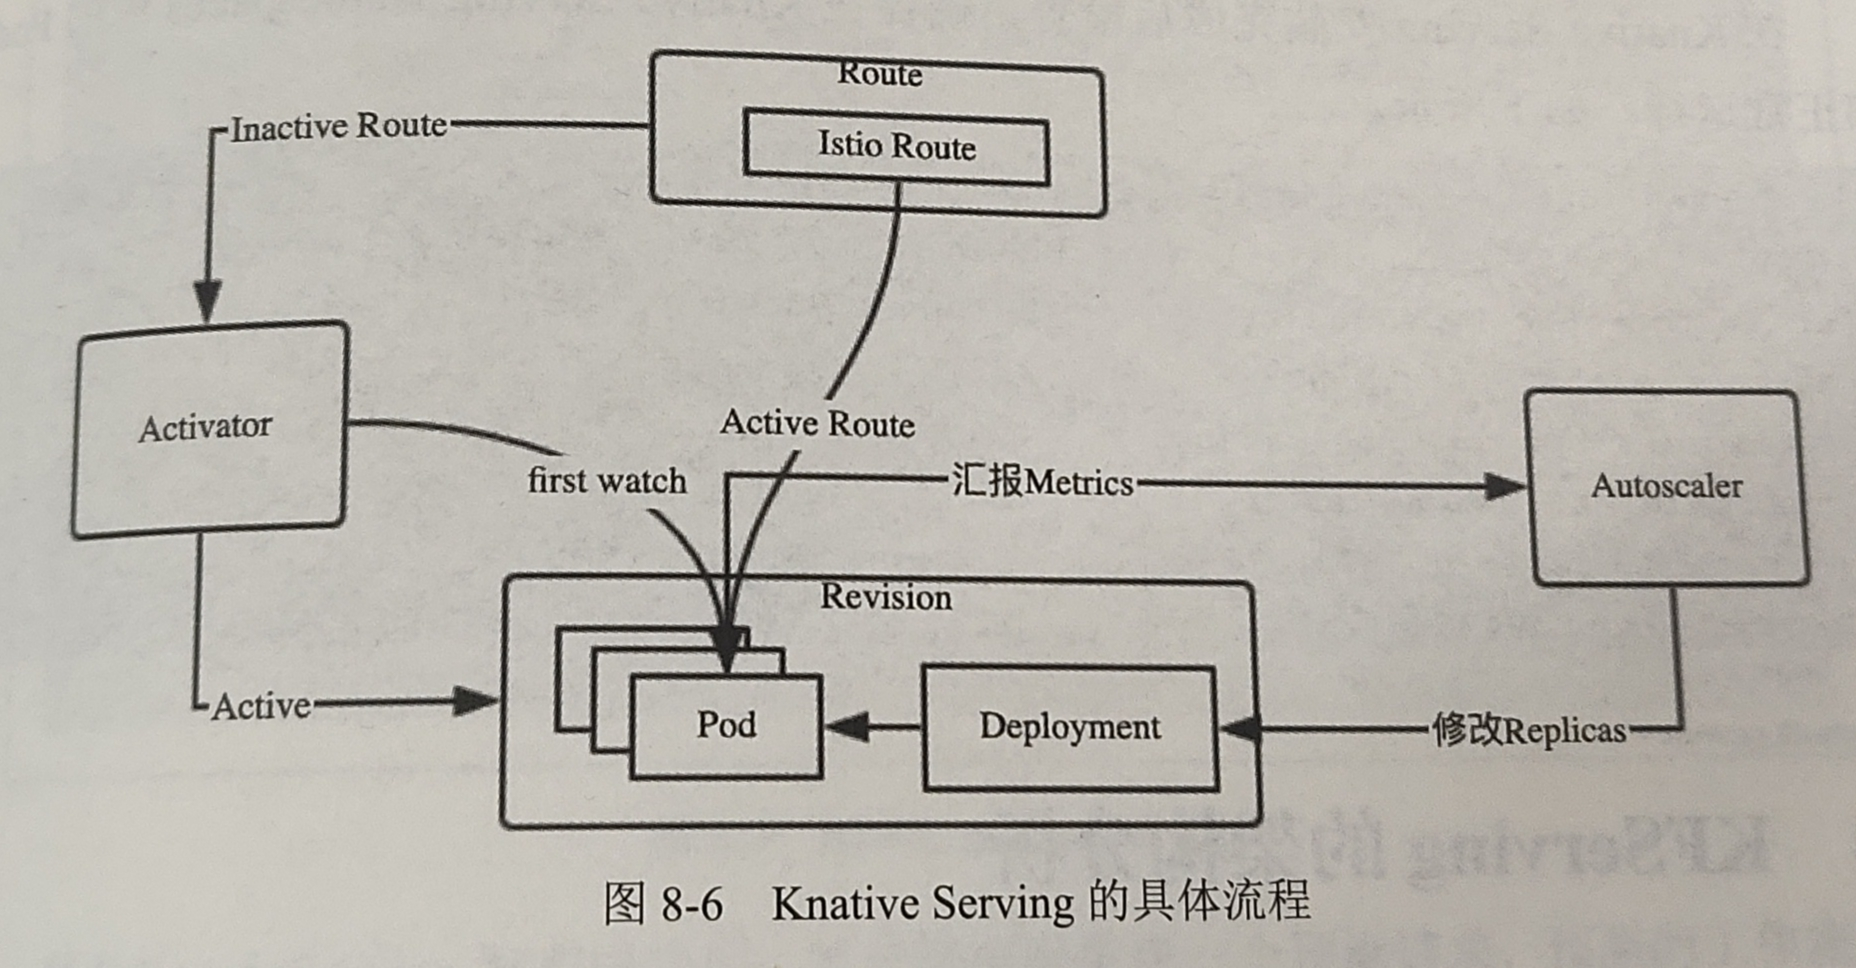 Route
Inactive Route
Istio Route
Activator
Active Route
first watch
汇报Metrics
Autoscaler
Revision
Active
Pod
Deployment
修改Replicas
图 8-6 Knative Serving 的具体流程